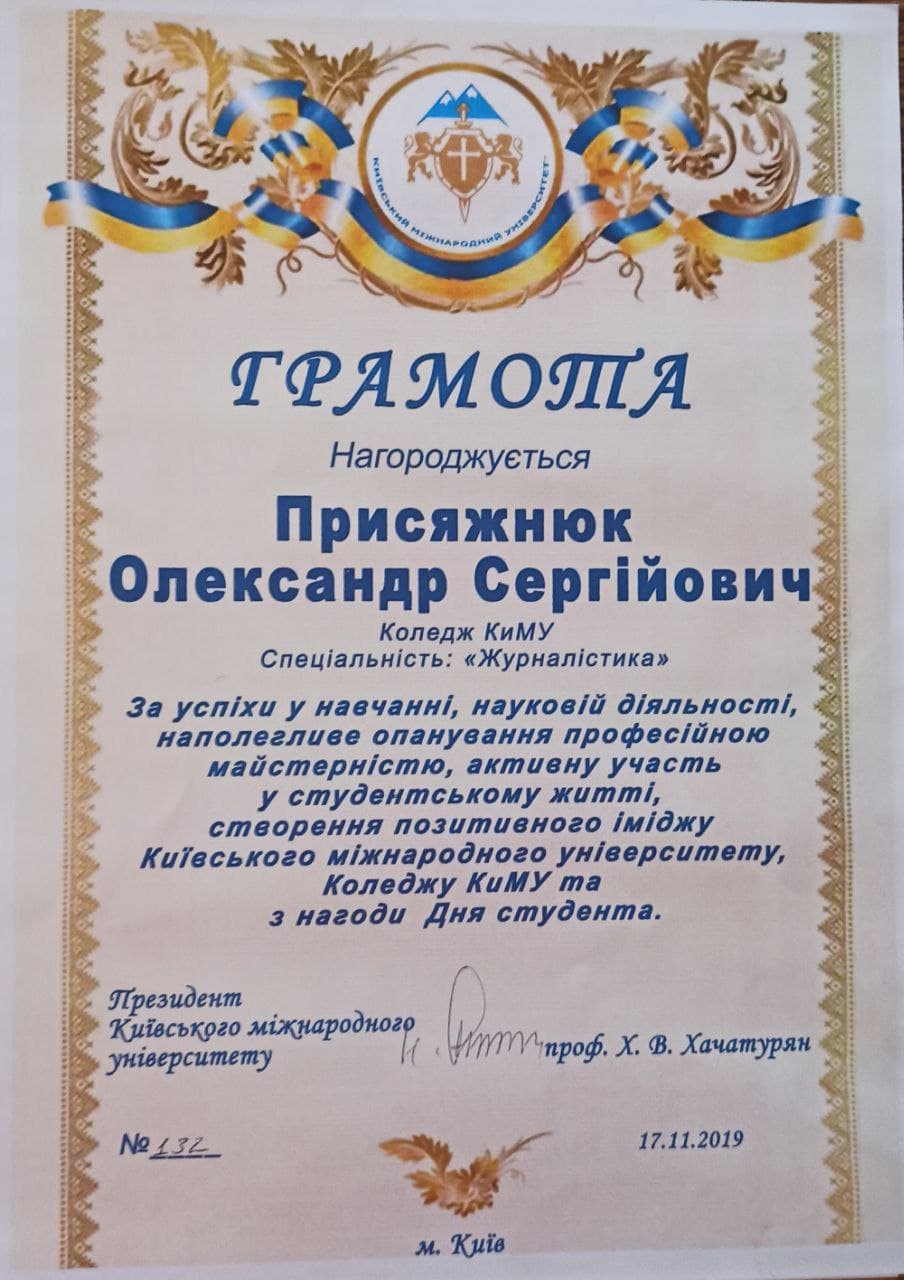 КИЇВСЬКИЙ МІЖНАРОДНИЙ УНІВЕРСИТЕТ
ГРАМОТА
Нагороджується
Присяжнюк
Олександр Сергійович
Коледж КиМУ
Спеціальність: «Журналістика»
За успіхи у навчанні, науковій діяльності,
наполегливе опанування професійною
майстерністю, активну участь
у студентському житті,
створення позитивного іміджу
Київського міжнародного університету,
Коледжу КиМУ та
з нагоди Дня студента.
Президент
Київського міжнародного
університету
проф. Х. В. Хачатурян
№ 132
17.11.2019
м. Київ